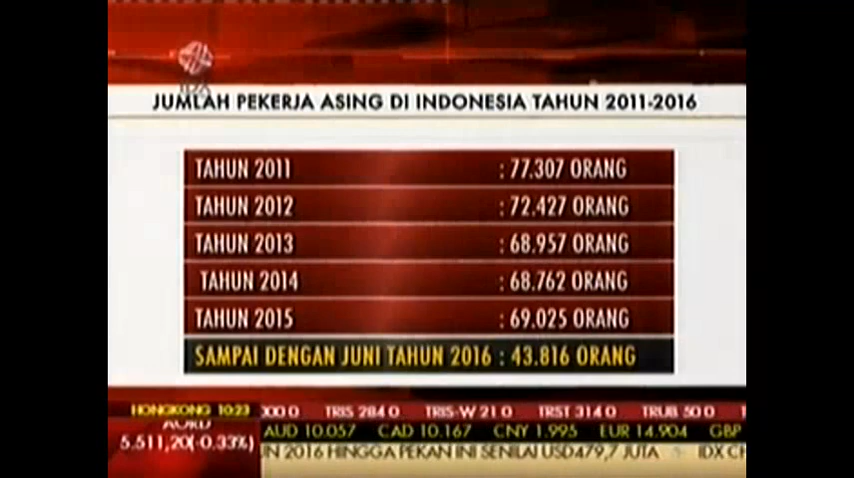 IDX
JUMLAH PEKERJA ASING DI INDONESIA TAHUN 2011-2016
TAHUN 2011 : 77.307 ORANG
TAHUN 2012 : 72.427 ORANG
TAHUN 2013 : 68.957 ORANG
TAHUN 2014 : 68.762 ORANG
TAHUN 2015 : 69.025 ORANG
SAMPAI DENGAN JUNI TAHUN 2016 : 43.816 ORANG
HONGKONG 10:23 TRIS 284 0 TRIS-W 21 0 TRST 314 0 TRUB 50 0
AUD 10.057 CAD 10.167 CNY 1.995 EUR 14.904 GBP
5.511,20(-0.33%)
2016 HINGGA PEKAN INI SENILAI USD479,7 JUTA IDX